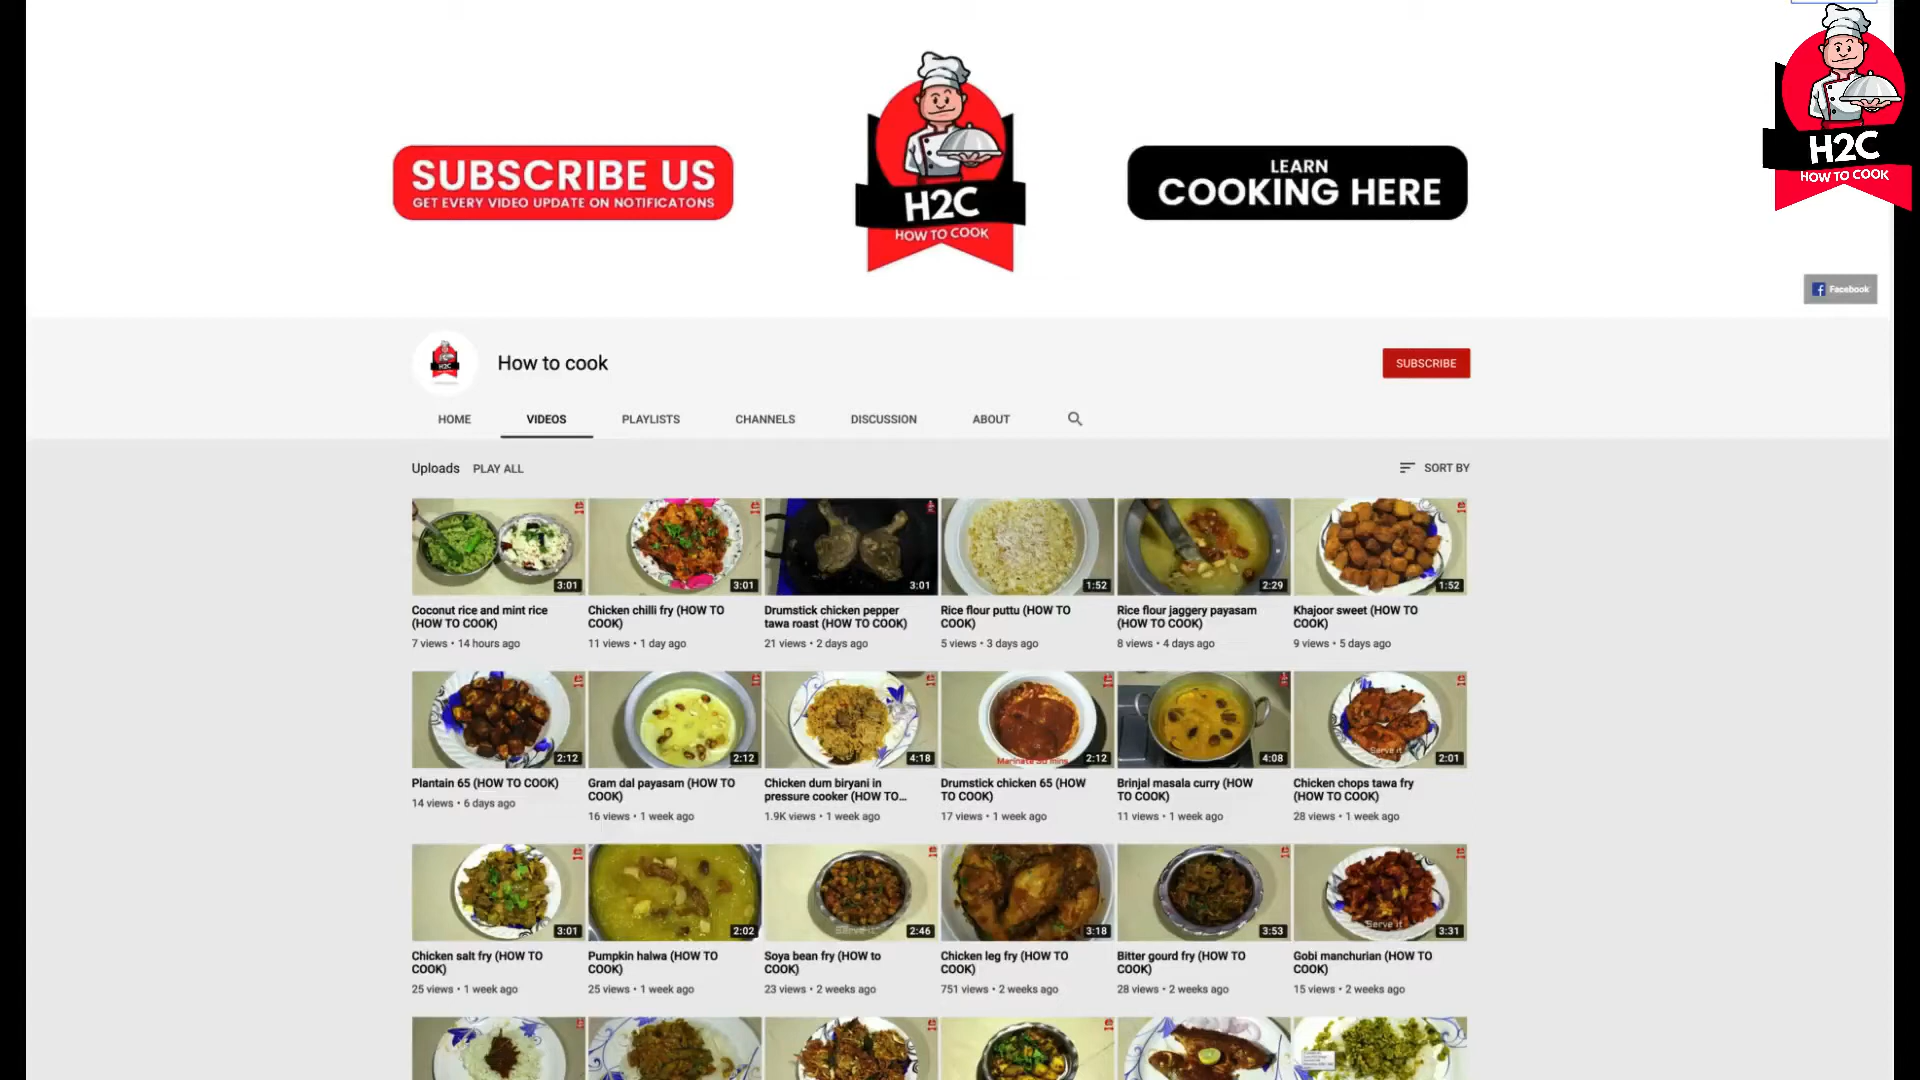 SUBSCRIBE US
GET EVERY VIDEO UPDATE ON NOTIFICATONS
H2C
HOW TO COOK
LEARN
COOKING HERE
H2C
HOW TO COOK
Facebook
H2C
How to cook
SUBSCRIBE
HOME VIDEOS PLAYLISTS CHANNELS DISCUSSION ABOUT
Uploads PLAY ALL SORT BY
3:01 3:01 3:01 1:52 2:29 1:52
Coconut rice and mint rice
(HOW TO COOK)
7 views • 14 hours ago
Chicken chilli fry (HOW TO
COOK)
11 views • 1 day ago
Drumstick chicken pepper
tawa roast (HOW TO COOK)
21 views • 2 days ago
Rice flour puttu (HOW TO
COOK)
5 views • 3 days ago
Rice flour jaggery payasam
(HOW TO COOK)
8 views • 4 days ago
Khajoor sweet (HOW TO
COOK)
9 views • 5 days ago
2:12 2:12 4:18 Marinate 30 mins 2:12 4:08 Serve it 2:01
Plantain 65 (HOW TO COOK)
14 views • 6 days ago
Gram dal payasam (HOW TO
COOK)
16 views • 1 week ago
Chicken dum biryani in
pressure cooker (HOW TO...
1.9K views • 1 week ago
Drumstick chicken 65 (HOW
TO COOK)
17 views • 1 week ago
Brinjal masala curry (HOW
TO COOK)
11 views • 1 week ago
Chicken chops tawa fry
(HOW TO COOK)
28 views • 1 week ago
3:01 2:02 Serve it 2:46 3:18 3:53 Serve it 3:31
Chicken salt fry (HOW TO
COOK)
25 views • 1 week ago
Pumpkin halwa (HOW TO
COOK)
25 views • 1 week ago
Soya bean fry (HOW to
COOK)
23 views • 2 weeks ago
Chicken leg fry (HOW TO
COOK)
751 views • 2 weeks ago
Bitter gourd fry (HOW TO
COOK)
28 views • 2 weeks ago
Gobi manchurian (HOW TO
COOK)
15 views • 2 weeks ago